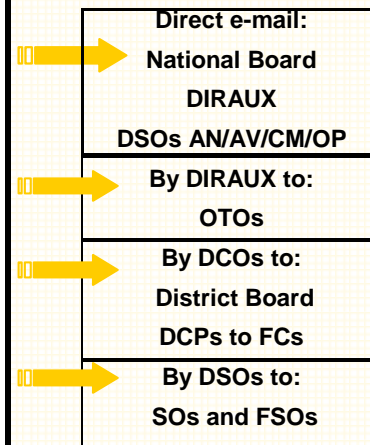 Direct e-mail:
National Board
DIRAUX
DSOs AN/AV/CM/OP
By DIRAUX to:
OTOs
By DCOs to:
District Board
DCPs to FCs
By DSOs to:
SOs and FSOs